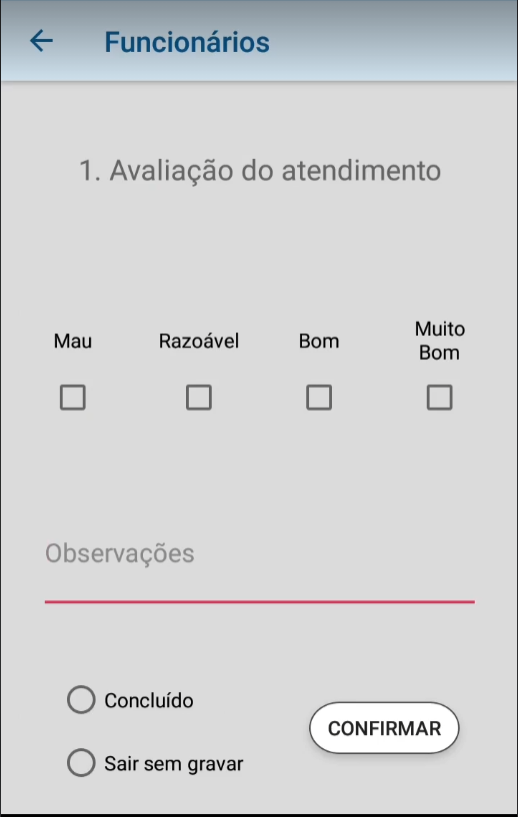 Funcionários
1. Avaliação do atendimento
Mau
Razoável
Bom
Muito
Bom
Observações
Concluído
CONFIRMAR
Sair sem gravar